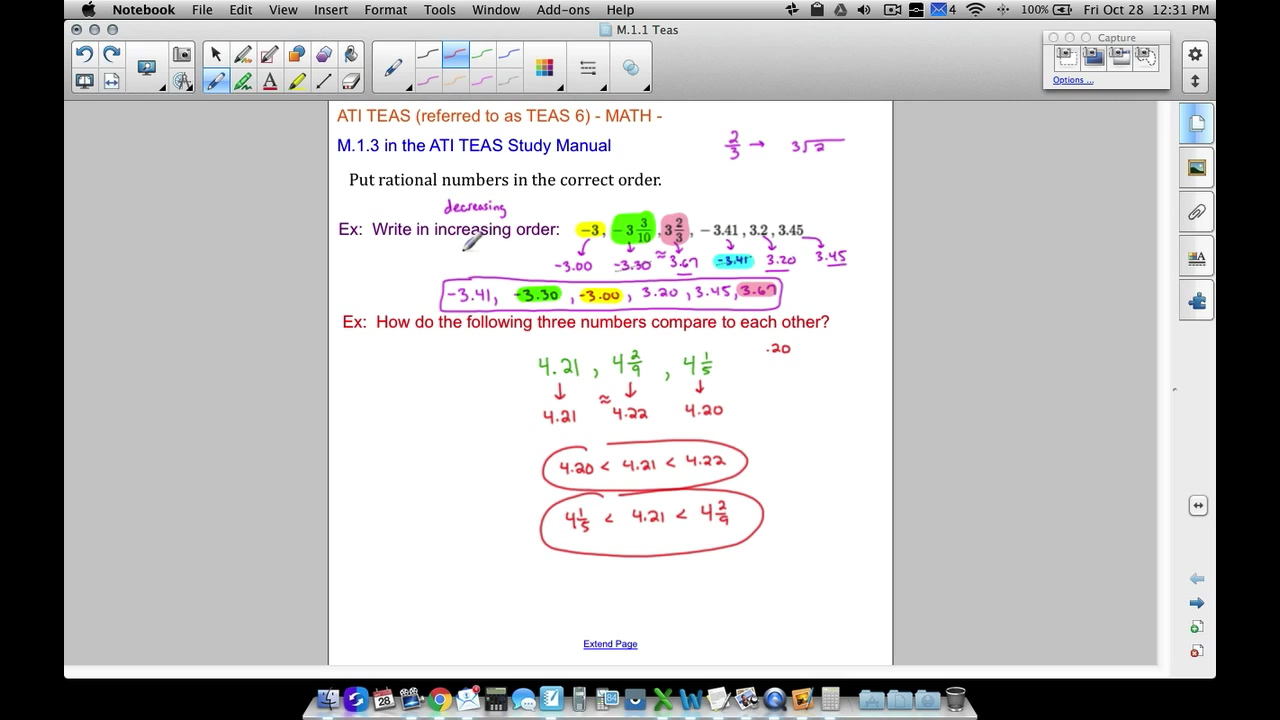 Notebook File Edit View Insert Format Tools Window Add-ons Help 4 100% Fri Oct 28 12:31 PM
M.1.1 Teas
Capture
Options ...
ATI TEAS (referred to as TEAS 6) - MATH -
M.1.3 in the ATI TEAS Study Manual
2/3 → 3√2
Put rational numbers in the correct order.
decreasing
Ex: Write in increasing order: −3, −3 3/10, 3 2/3, −3.41, 3.2, 3.45
-3.00 -3.30 ≈ 3.67 -3.41 3.20 3.45
-3.41, -3.30, -3.00, 3.20, 3.45, 3.67
Ex: How do the following three numbers compare to each other?
.20
4.21, 4 2/9, 4 1/5
↓ ↓ ↓
4.21 ≈ 4.22 4.20
4.20 < 4.21 < 4.22
4 1/5 < 4.21 < 4 2/9
Extend Page